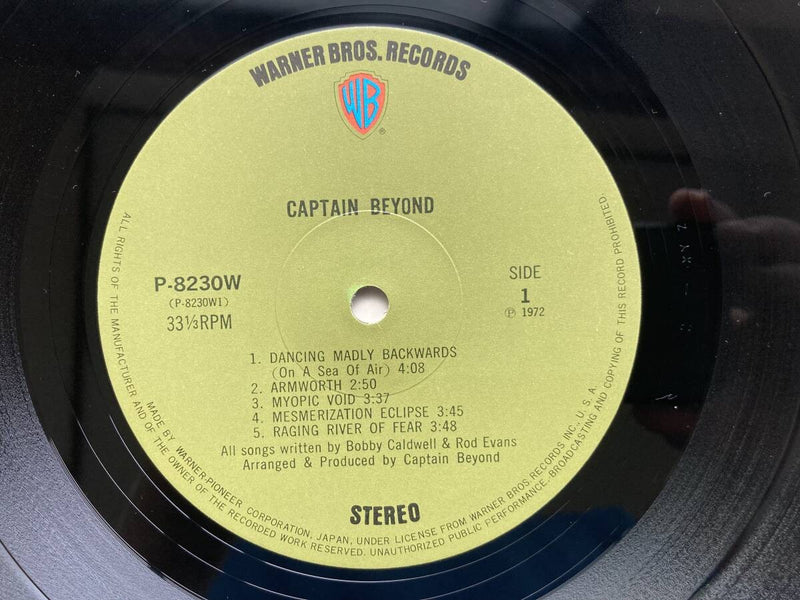 WARNER BROS. RECORDS
WB
®
CAPTAIN BEYOND
P-8230W
(P-8230W1)
33⅓RPM
SIDE
1
℗ 1972
1. DANCING MADLY BACKWARDS
(On A Sea Of Air) 4:08
2. ARMWORTH 2:50
3. MYOPIC VOID 3:37
4. MESMERIZATION ECLIPSE 3:45
5. RAGING RIVER OF FEAR 3:48
All songs written by Bobby Caldwell & Rod Evans
Arranged & Produced by Captain Beyond
STEREO
MADE BY WARNER-PIONEER CORPORATION, JAPAN, UNDER LICENSE FROM WARNER BROS. RECORDS INC., U.S.A.
ALL RIGHTS OF THE MANUFACTURER AND OF THE OWNER OF THE RECORDED WORK RESERVED. UNAUTHORIZED PUBLIC PERFORMANCE, BROADCASTING AND COPYING OF THIS RECORD PROHIBITED.